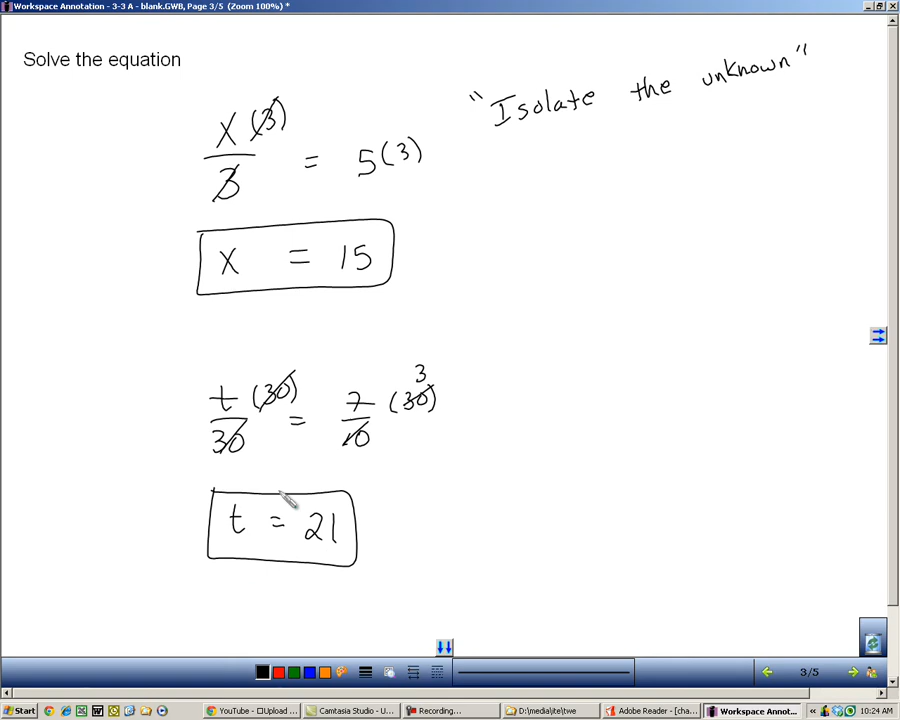 Workspace Annotation - 3-3 A - blank.GWB, Page 3/5 (Zoom 100%) *
Solve the equation
"Isolate the unknown"
x (3)
3 = 5 (3)
x = 15
3
t (30) = 7 (30)
30 10
t = 21
3/5
Start
YouTube - Upload ...
Camtasia Studio - U...
Recording...
D:\media\te\twe
Adobe Reader - [cha...
Workspace Annotatio...
10:24 AM